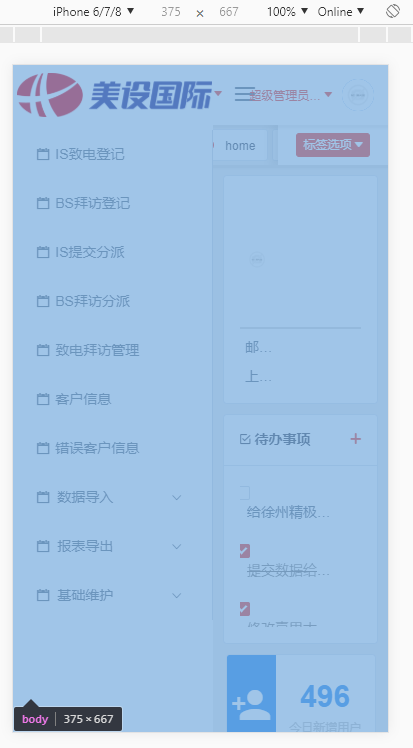 iPhone 6/7/8 ▼ 375 × 667 100% ▼ Online ▼
美设国际 超级管理员...
IS致电登记
BS拜访登记
IS提交分派
BS拜访分派
致电拜访管理
客户信息
错误客户信息
数据导入
报表导出
基础维护
home 标签选项
邮...
上...
待办事项 +
给徐州精极...
提交数据给...
496
今日新增用户
body 375 × 667